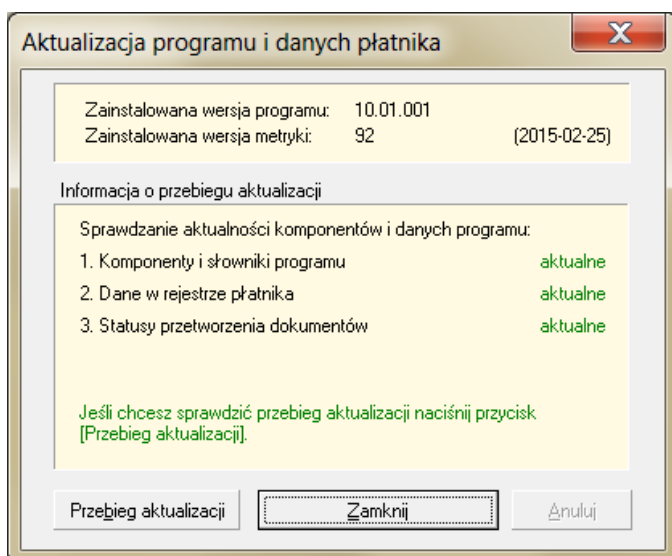 Aktualizacja programu i danych płatnika
Zainstalowana wersja programu: 10.01.001
Zainstalowana wersja metryki: 92 (2015-02-25)
Informacja o przebiegu aktualizacji
Sprawdzanie aktualności komponentów i danych programu:
1. Komponenty i słowniki programu aktualne
2. Dane w rejestrze płatnika aktualne
3. Statusy przetworzenia dokumentów aktualne
Jeśli chcesz sprawdzić przebieg aktualizacji naciśnij przycisk
[Przebieg aktualizacji].
Przebieg aktualizacji Zamknij Anuluj